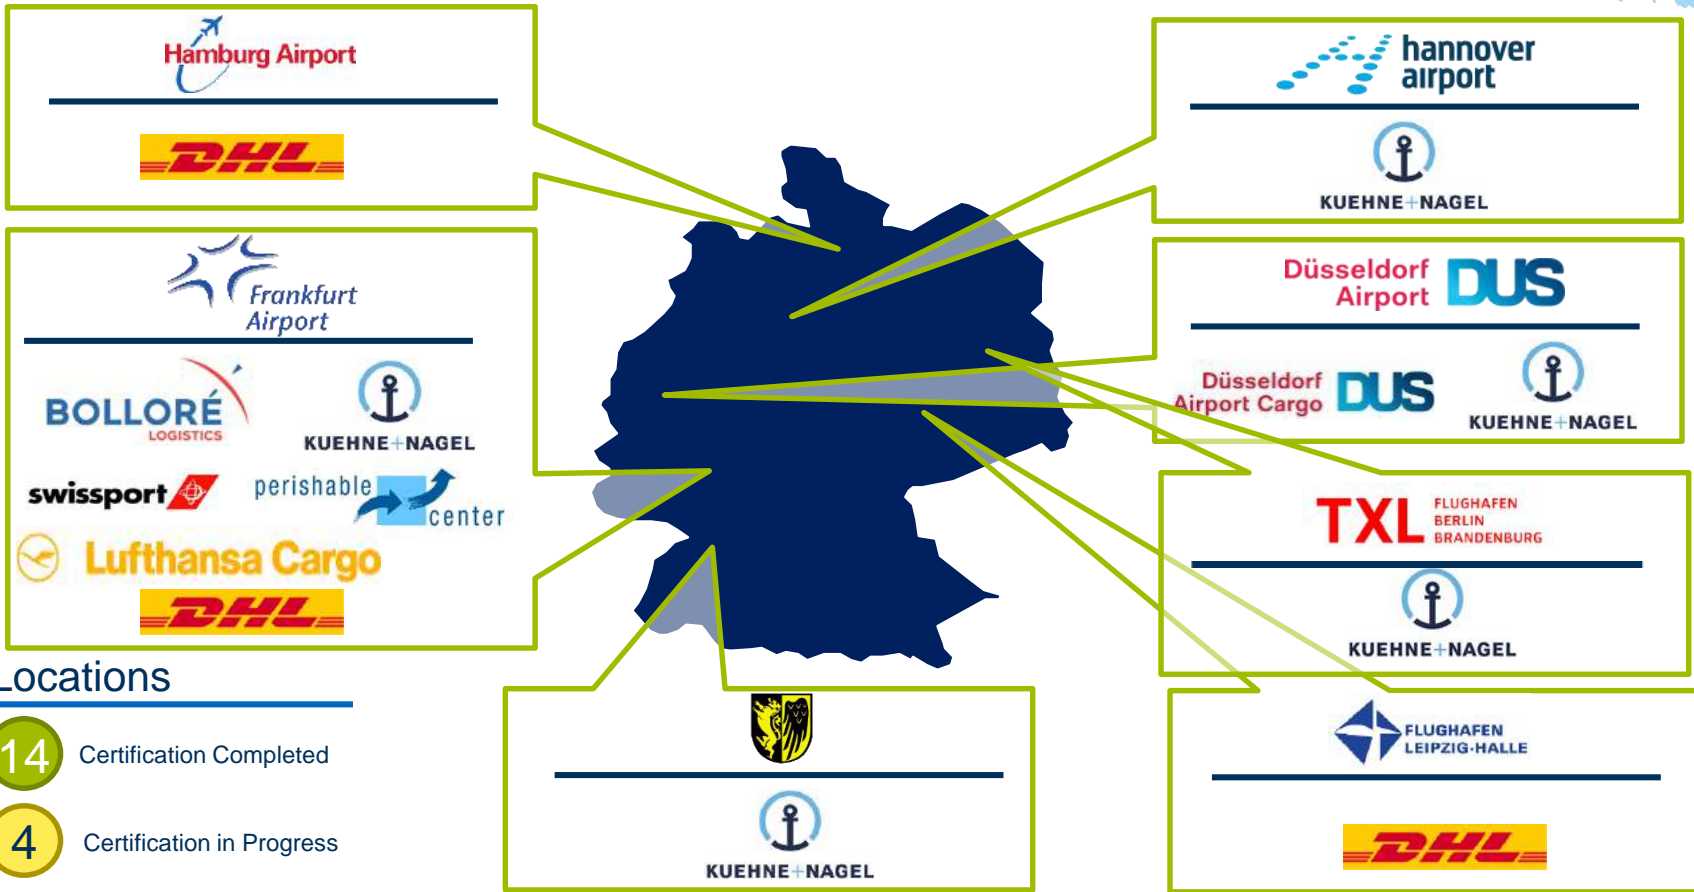 Hamburg Airport
DHL
hannover
airport
KUEHNE+NAGEL
Frankfurt
Airport
BOLLORÉ
LOGISTICS
KUEHNE+NAGEL
swissport
perishable
center
Lufthansa Cargo
DHL
Düsseldorf
Airport
DUS
Düsseldorf
Airport Cargo
DUS
KUEHNE+NAGEL
TXL
FLUGHAFEN
BERLIN
BRANDENBURG
KUEHNE+NAGEL
FLUGHAFEN
LEIPZIG-HALLE
DHL
KUEHNE+NAGEL
Locations
14 Certification Completed
4 Certification in Progress